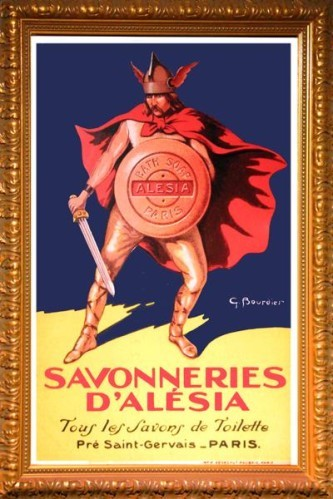 BATH SOAP
ALESIA
PARIS
G. Bourdier
SAVONNERIES
D'ALÉSIA
Tous les Savons de Toilette
Pré Saint-Gervais _ PARIS.